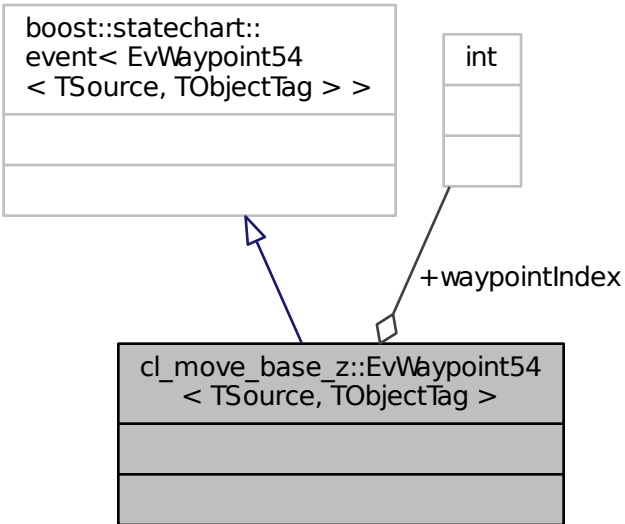 boost::statechart::
event< EvWaypoint54
< TSource, TObjectTag > >
int
+waypointIndex
cl_move_base_z::EvWaypoint54
< TSource, TObjectTag >